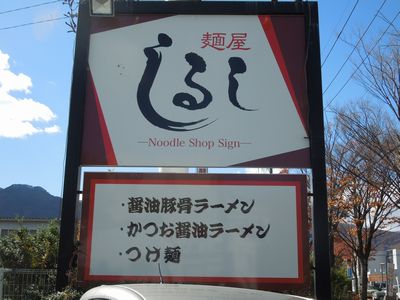 麺屋
しるし
—Noodle Shop Sign—
・醤油豚骨ラーメン
・かつお醤油ラーメン
・つけ麺